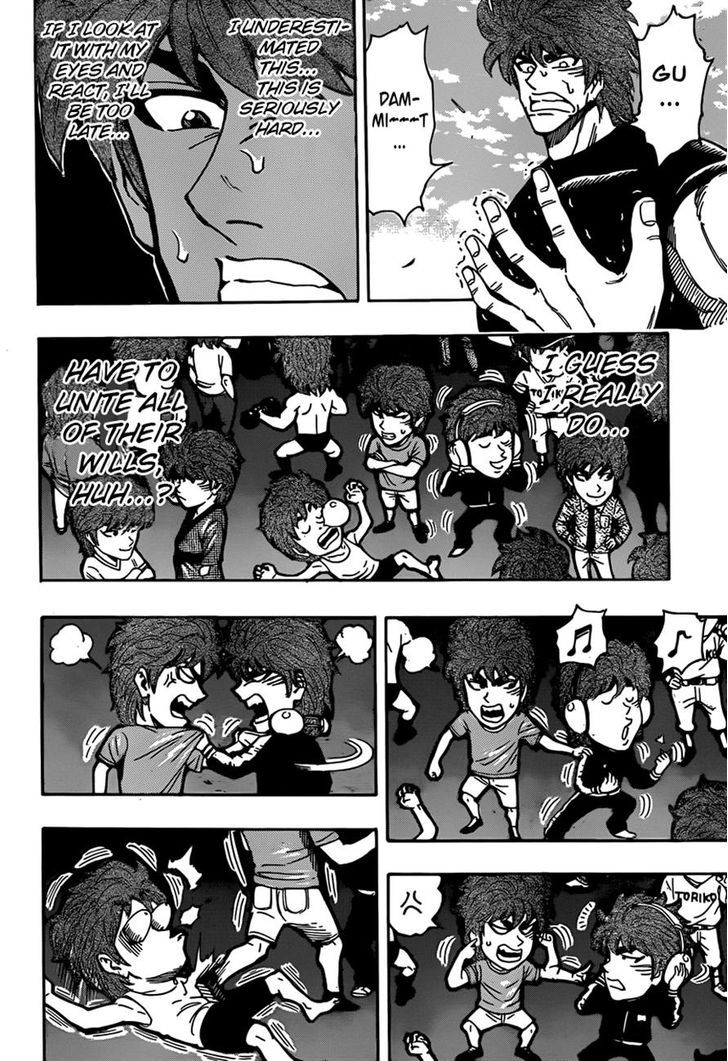 GU
...
DAM-
MI~~~T
...
I UNDERESTI-
MATED
THIS...
THIS IS
SERIOUSLY
HARD...
IF I LOOK AT
IT WITH MY
EYES AND
REACT, I'LL
BE TOO
LATE...
I GUESS
I REALLY
DO...
HAVE TO
UNITE ALL
OF THEIR
WILLS,
HUH...?
TORIKO